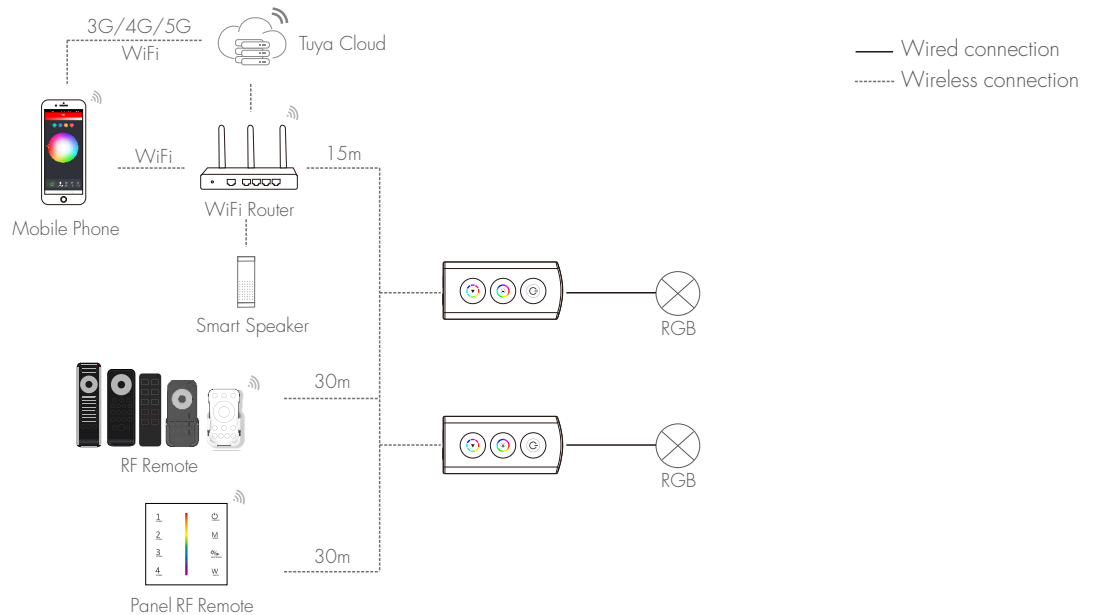 3G/4G/5G
WiFi
Tuya Cloud
Wired connection
Wireless connection
WiFi
15m
WiFi Router
Mobile Phone
Smart Speaker
RGB
30m
RF Remote
RGB
1
2
M
3
4
W
30m
Panel RF Remote